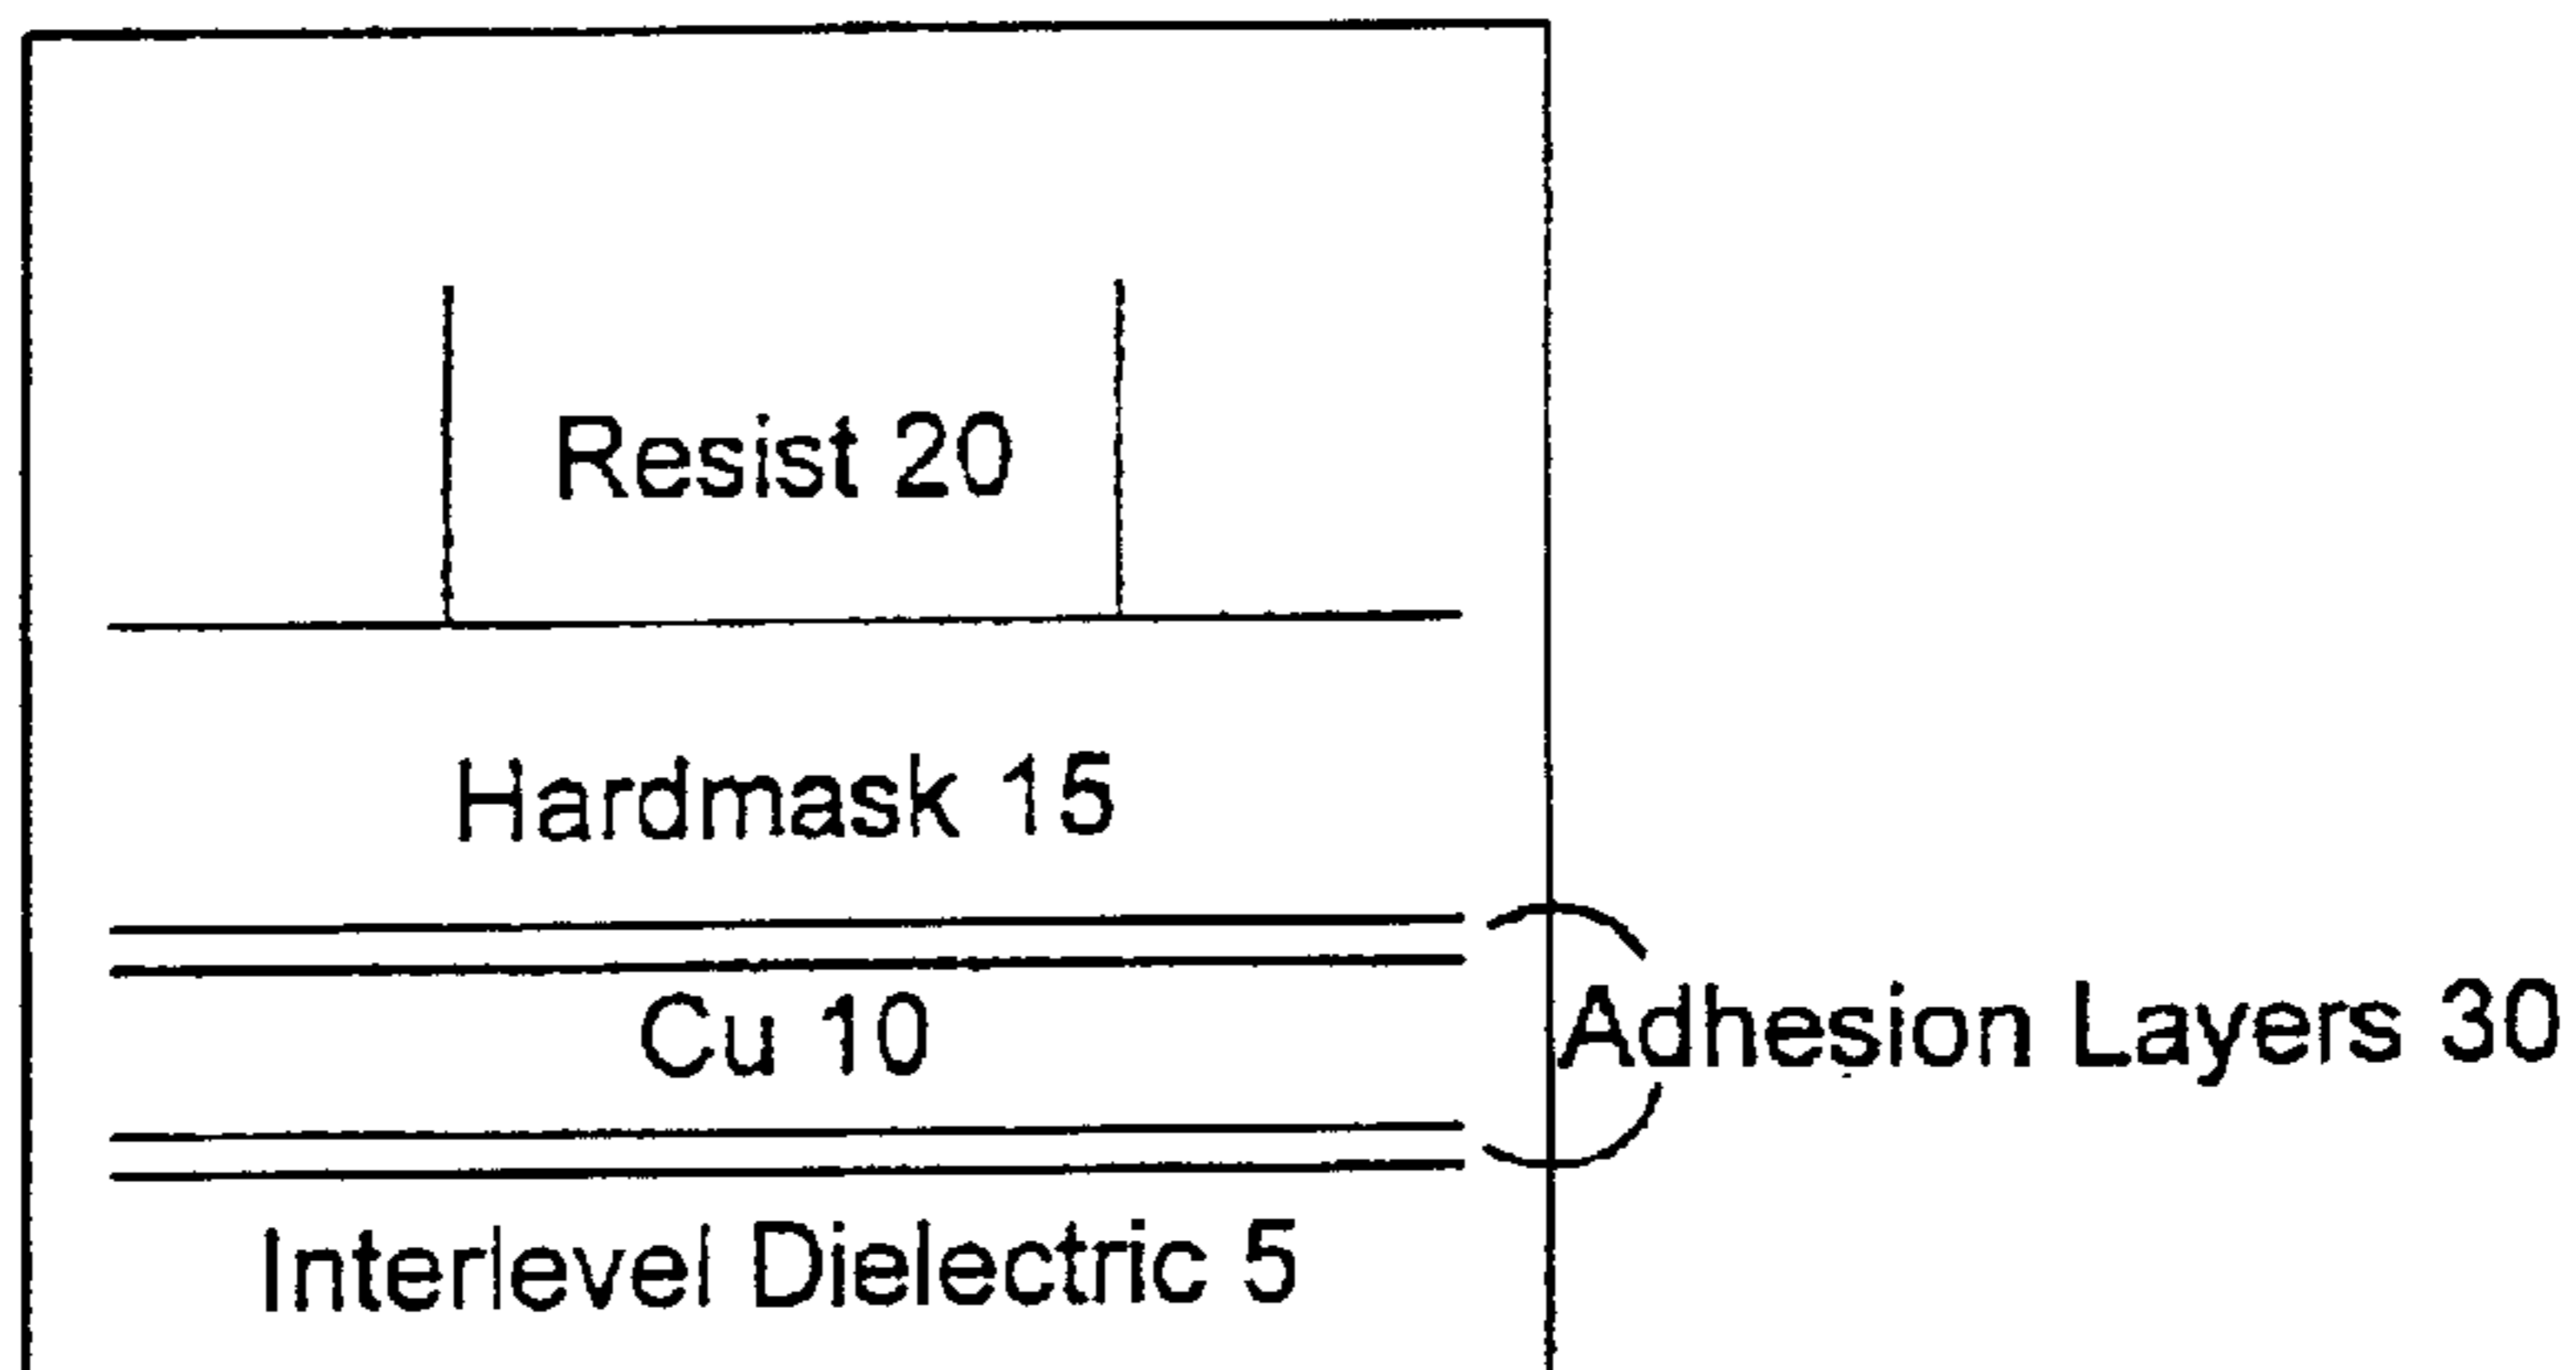 Resist 20
Hardmask 15
Cu 10
Adhesion Layers 30
Interlevel Dielectric 5